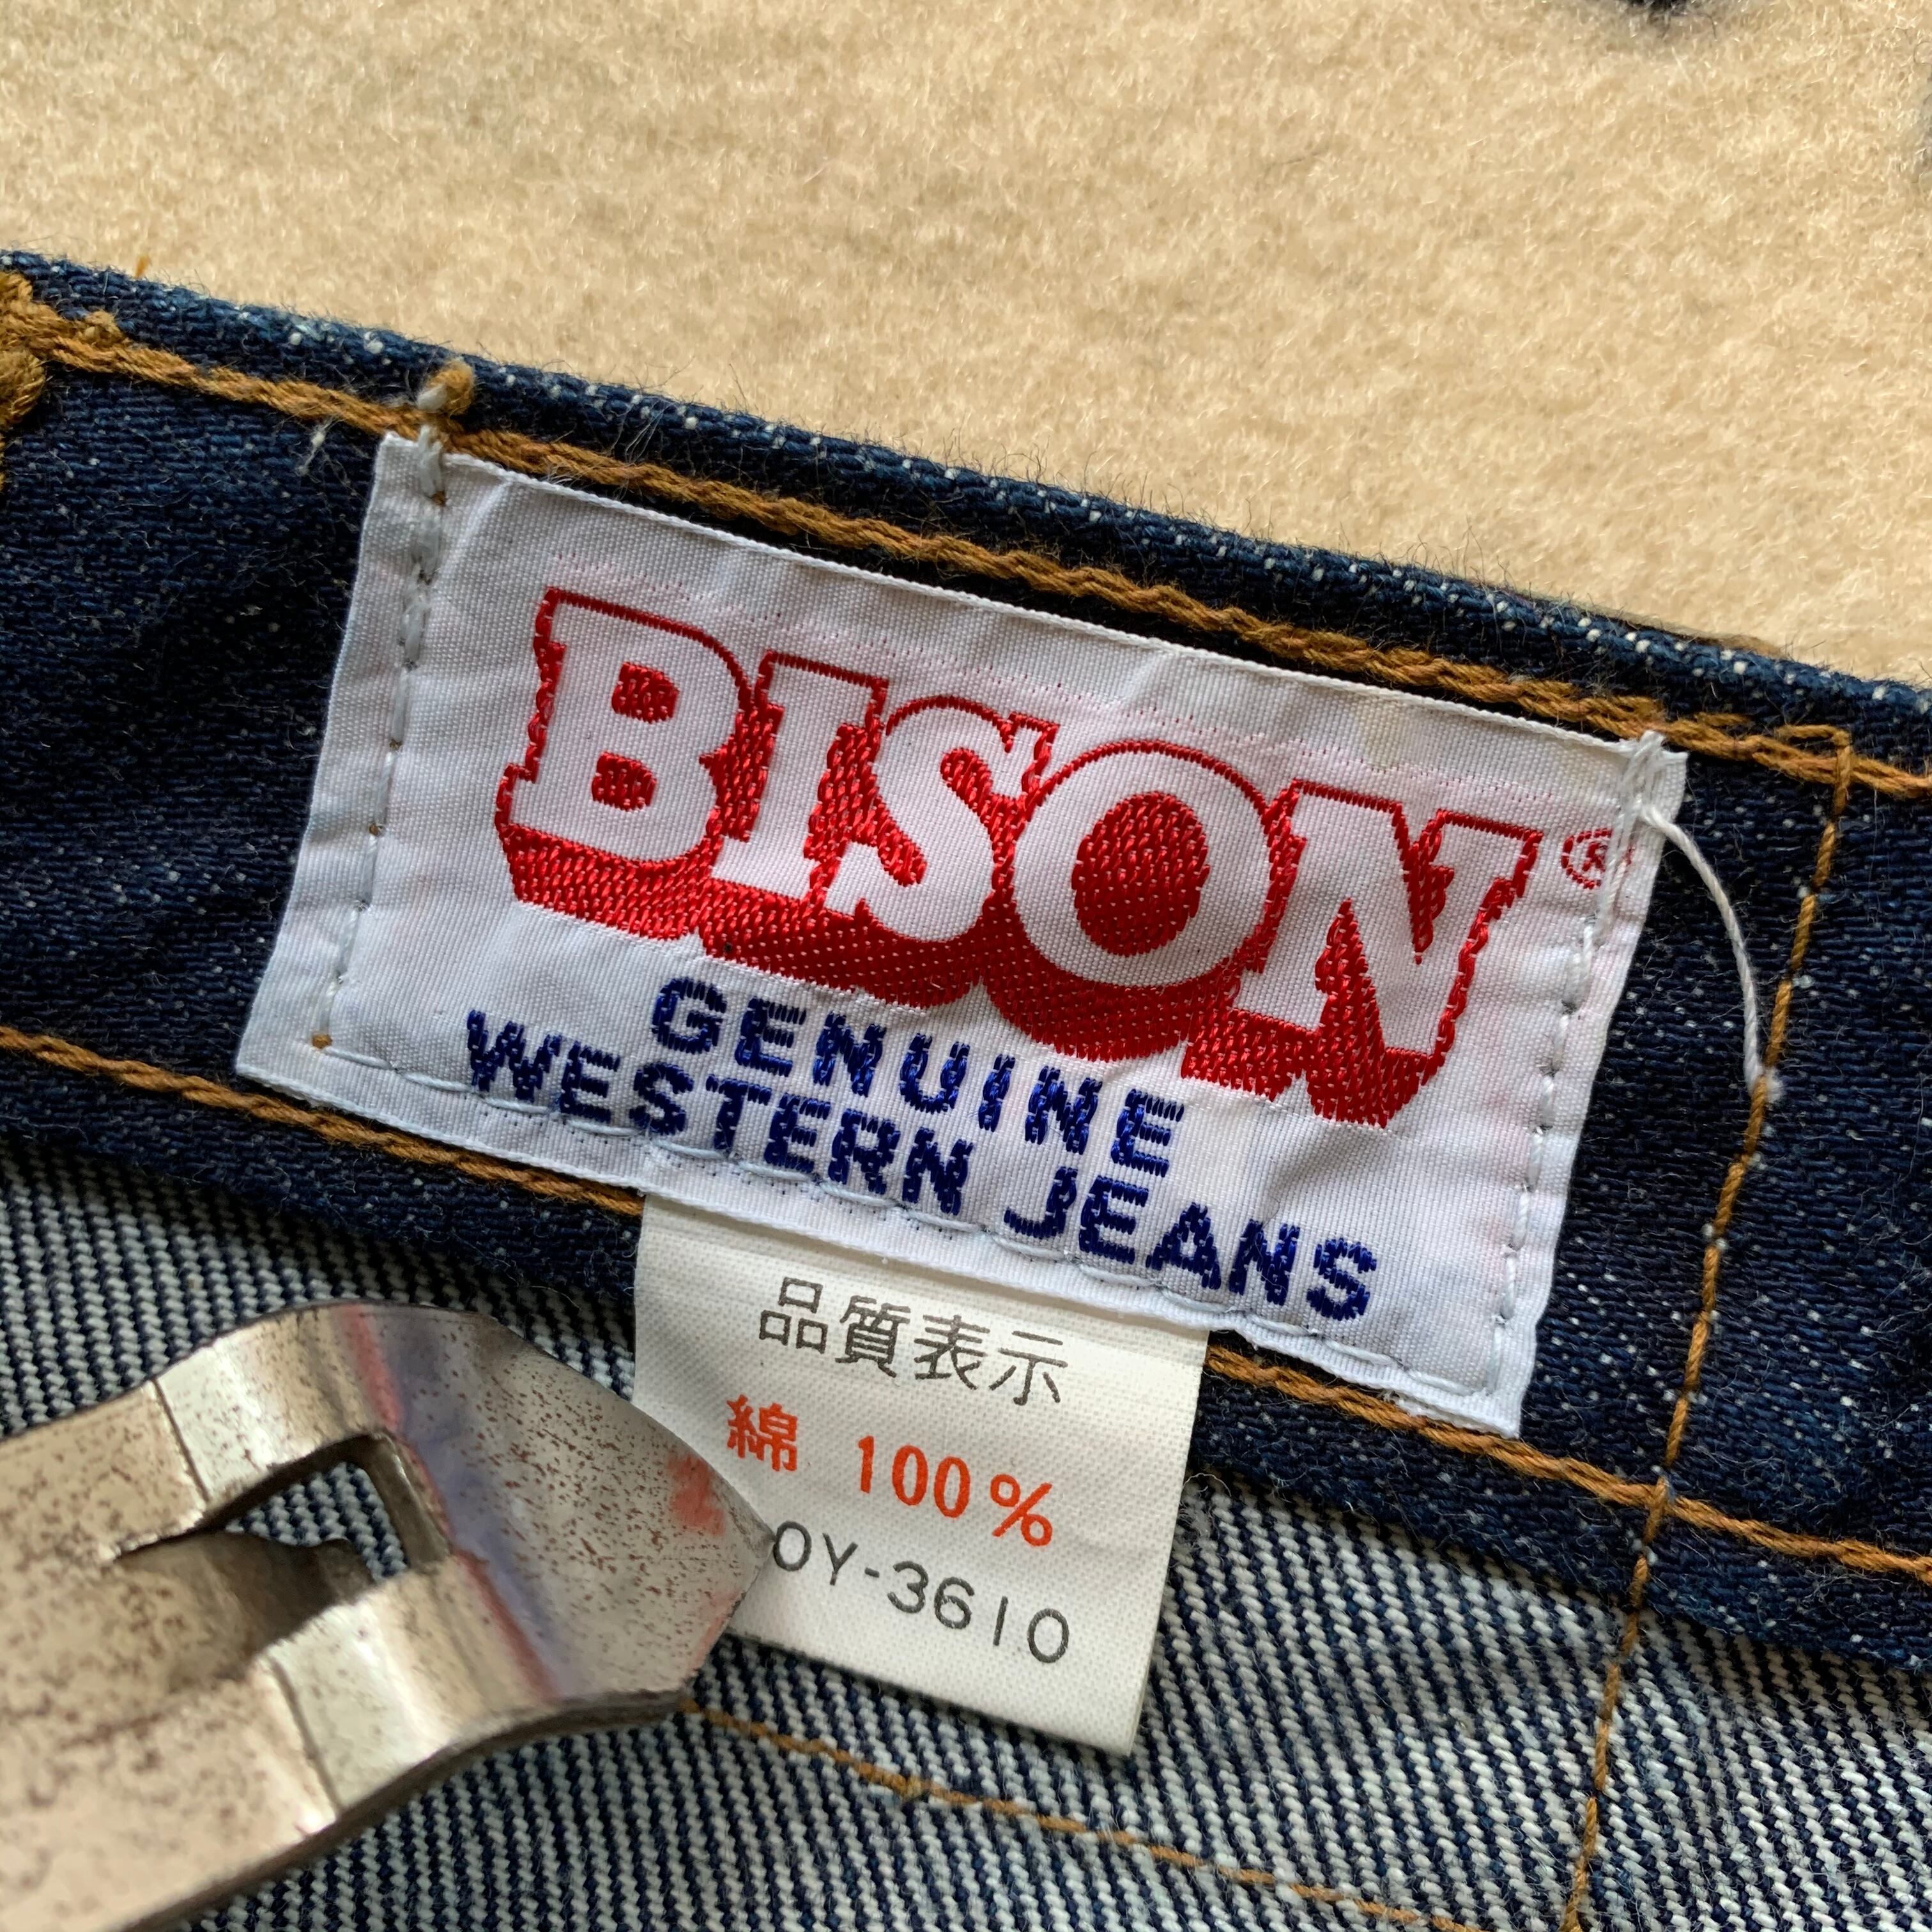 BISON®
GENUINE
WESTERN JEANS
品質表示
綿 100%
OY-3610